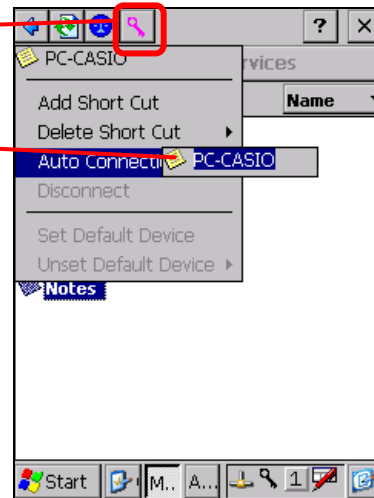 ?
PC-CASIO
rvices
Add Short Cut
Name
Delete Short Cut
Auto Connecti
PC-CASIO
Disconnect
Set Default Device
Unset Default Device
Notes
Start M.. A... 1